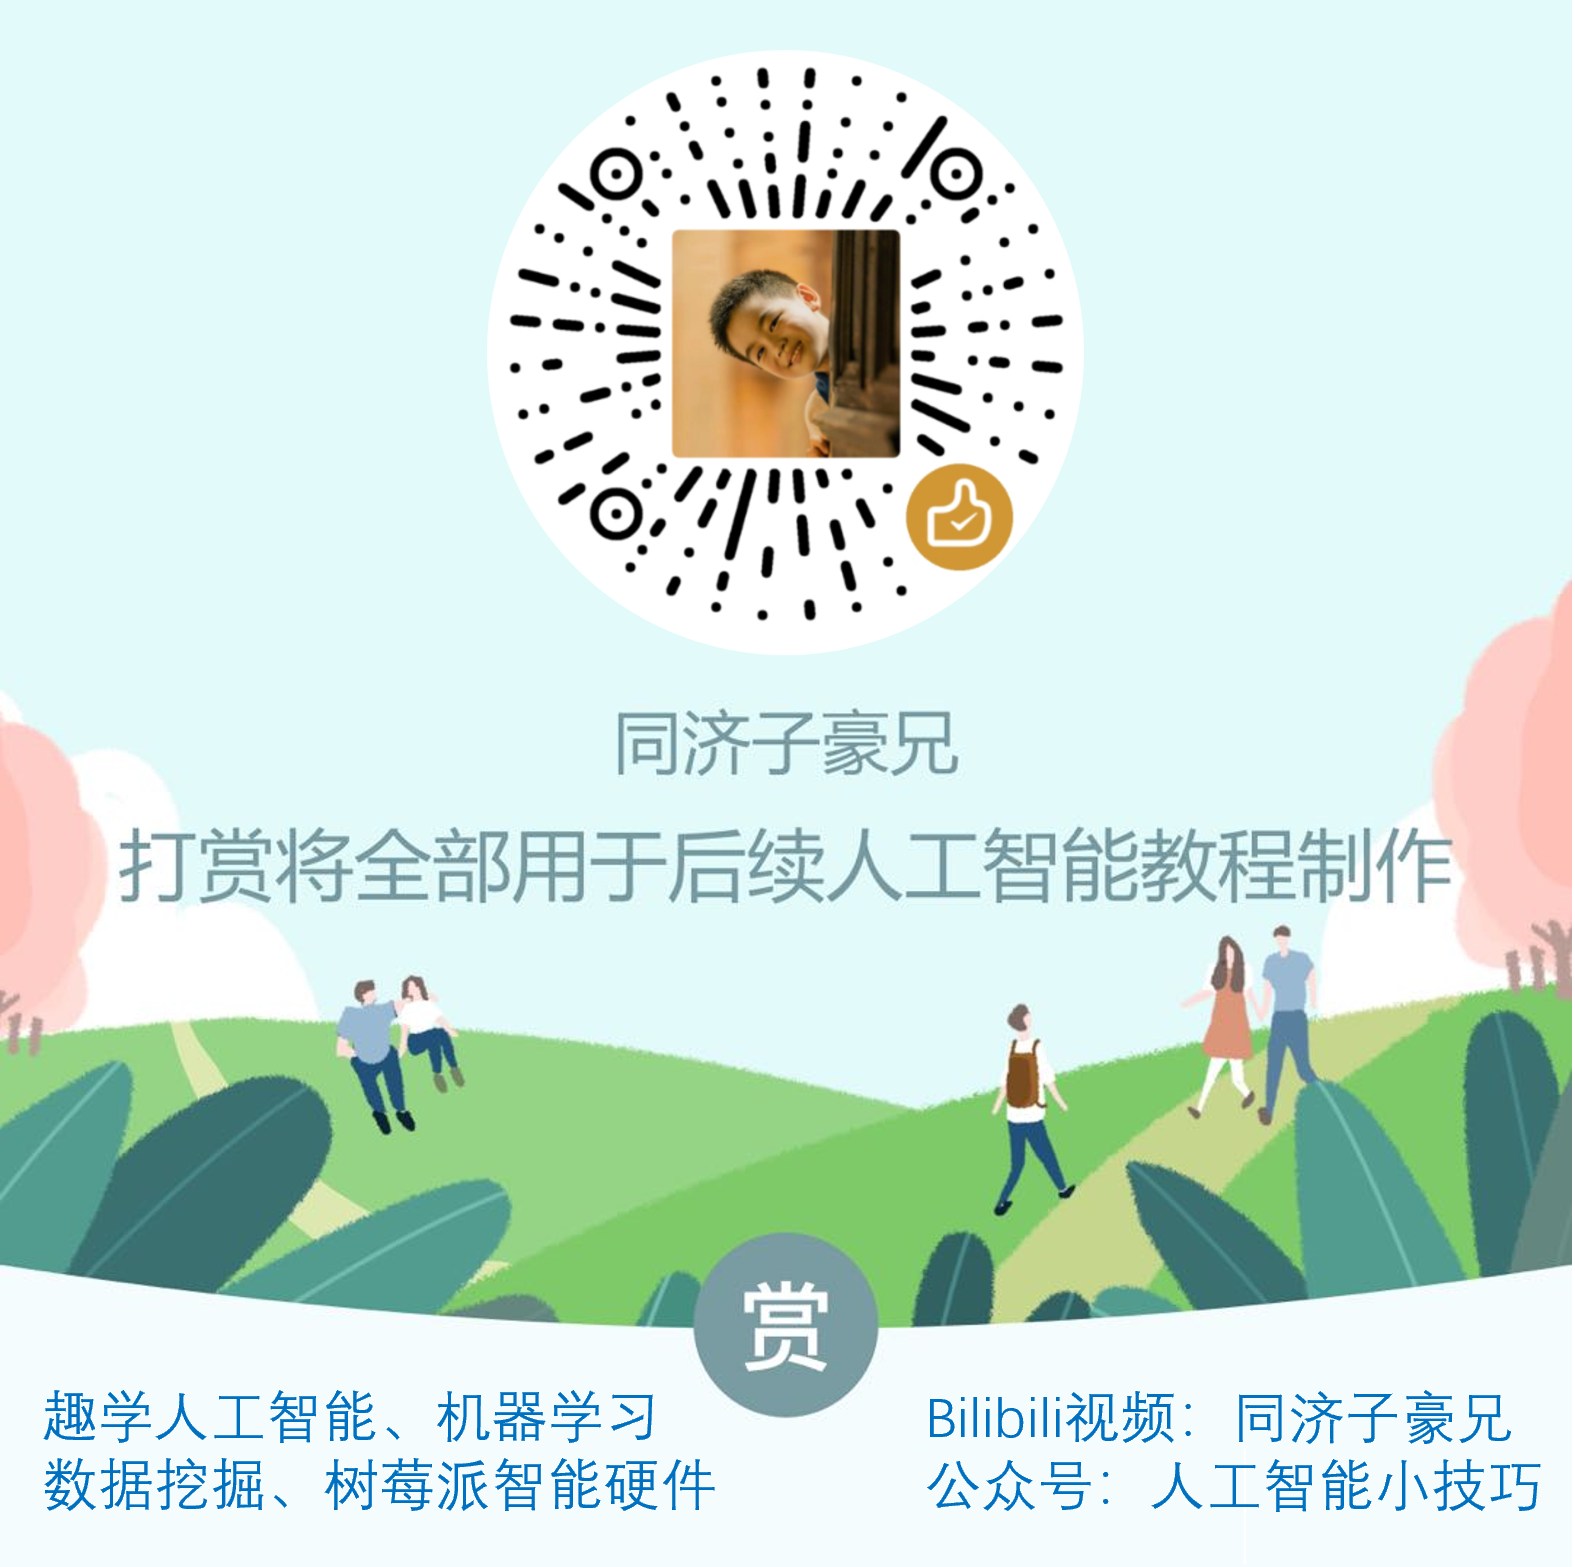 同济子豪兄
打赏将全部用于后续人工智能教程制作
赏
趣学人工智能、机器学习
数据挖掘、树莓派智能硬件
Bilibili视频：同济子豪兄
公众号：人工智能小技巧